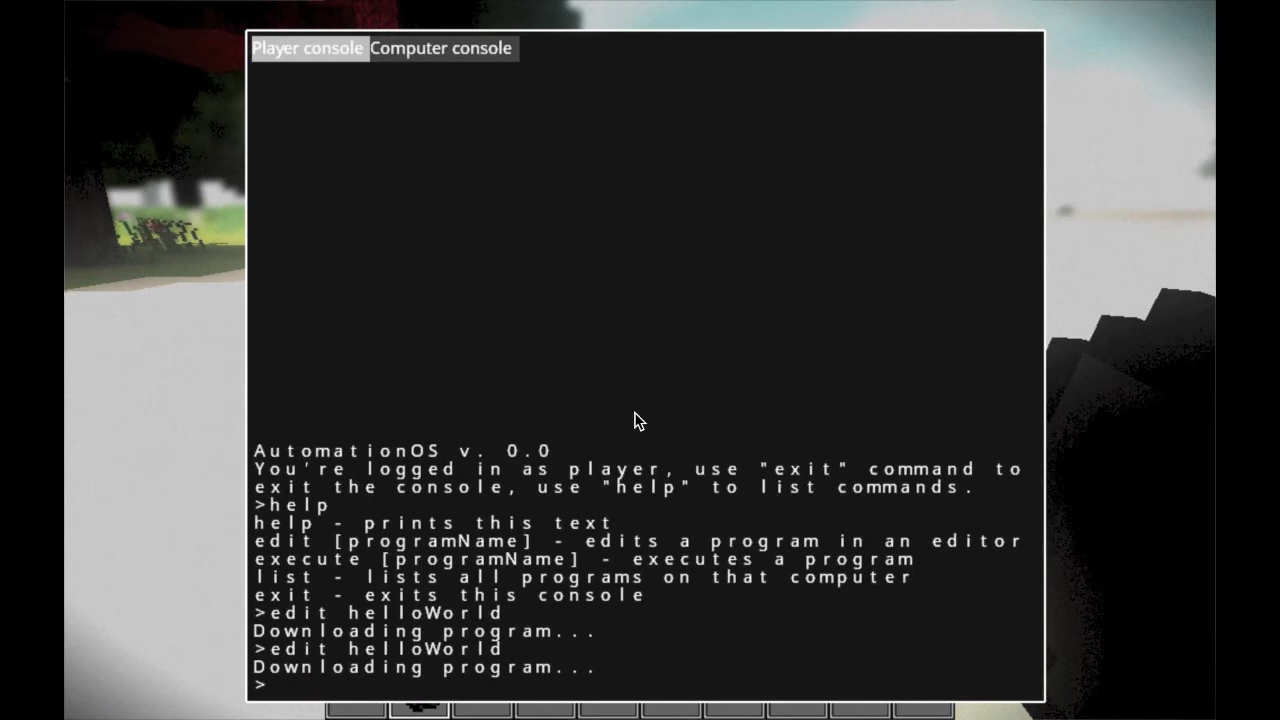 Player console Computer console
AutomationOS v. 0.0
You're logged in as player, use "exit" command to
exit the console, use "help" to list commands.
>help
help - prints this text
edit [programName] - edits a program in an editor
execute [programName] - executes a program
list - lists all programs on that computer
exit - exits this console
>edit helloWorld
Downloading program...
>edit helloWorld
Downloading program...
>